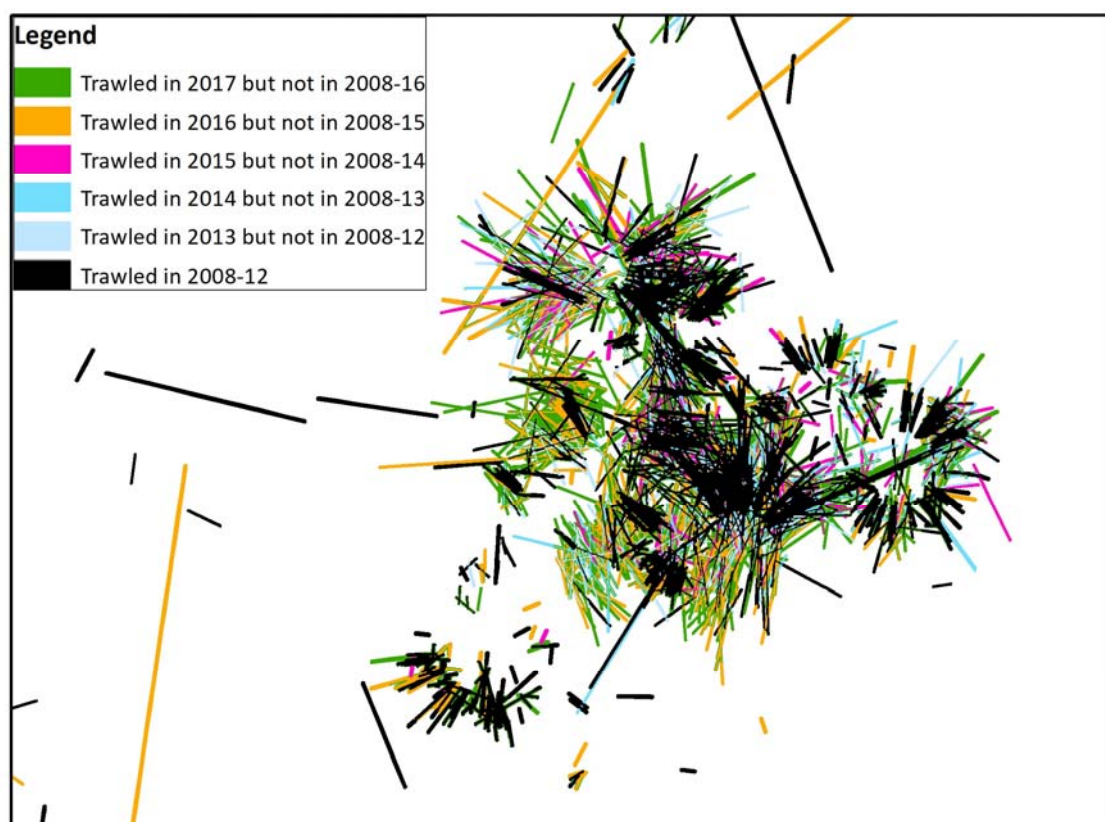 Legend
Trawled in 2017 but not in 2008-16
Trawled in 2016 but not in 2008-15
Trawled in 2015 but not in 2008-14
Trawled in 2014 but not in 2008-13
Trawled in 2013 but not in 2008-12
Trawled in 2008-12